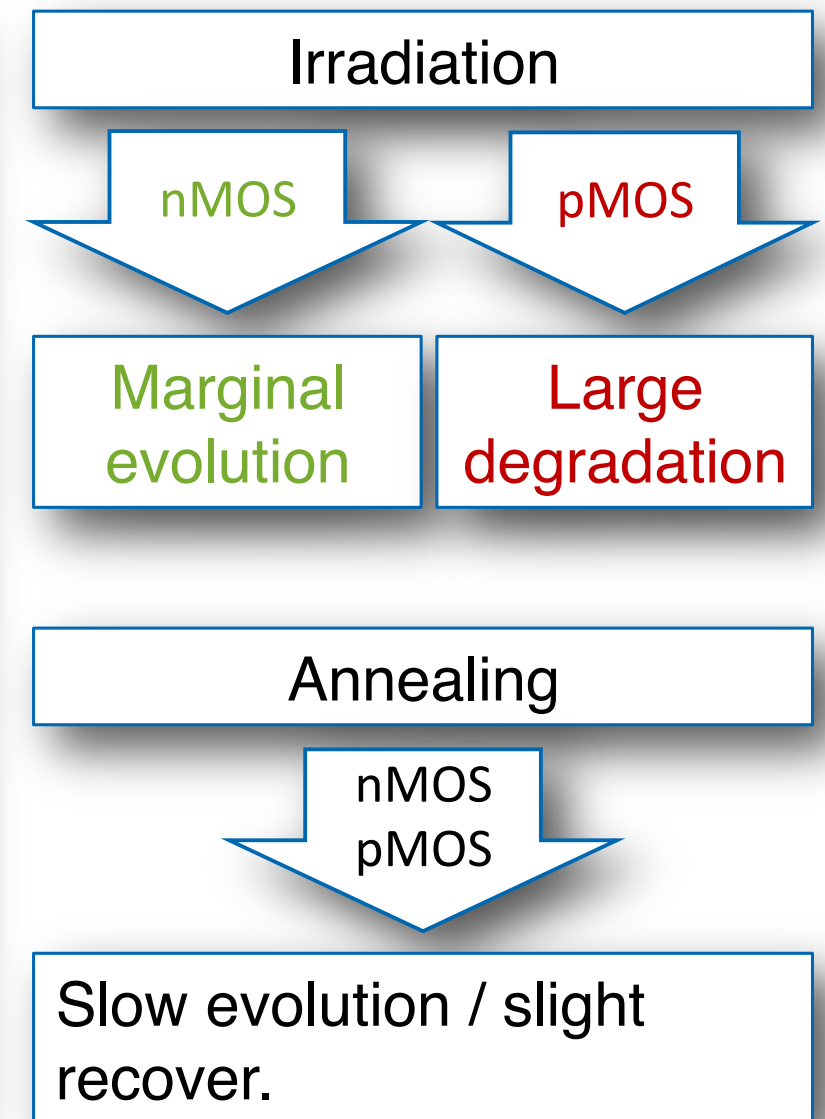 Irradiation
nMOS
pMOS
Marginal
evolution
Large
degradation
Annealing
nMOS
pMOS
Slow evolution / slight
recover.